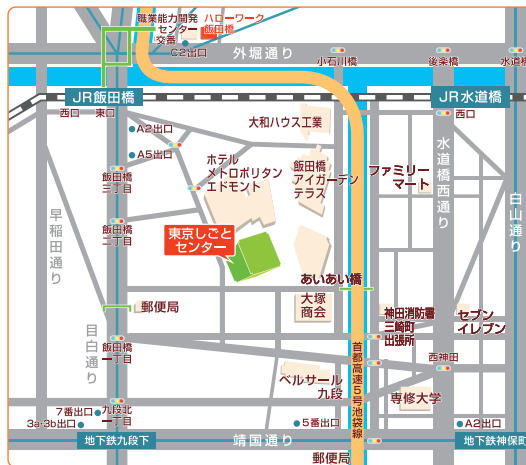 職業能力開発
センター
ハローワーク
飯田橋
交番
C2出口
外堀通り
小石川橋
後楽橋
水道橋
JR飯田橋
JR水道橋
西口
東口
西口
A2出口
大和ハウス工業
A5出口
ホテル
メトロポリタン
エドモント
飯田橋
アイガーデン
テラス
ファミリー
マート
水道橋西通り
白山通り
飯田橋
三丁目
早稲田通り
飯田橋
二丁目
東京しごと
センター
あいあい橋
郵便局
大塚
商会
神田消防署
三崎町
出張所
セブン
イレブン
目白通り
飯田橋
一丁目
首都高速5号池袋線
西神田
ベルサール
九段
専修大学
7番出口
九段北
一丁目
3a・3b出口
5番出口
A2出口
地下鉄九段下
靖国通り
地下鉄神保町
郵便局